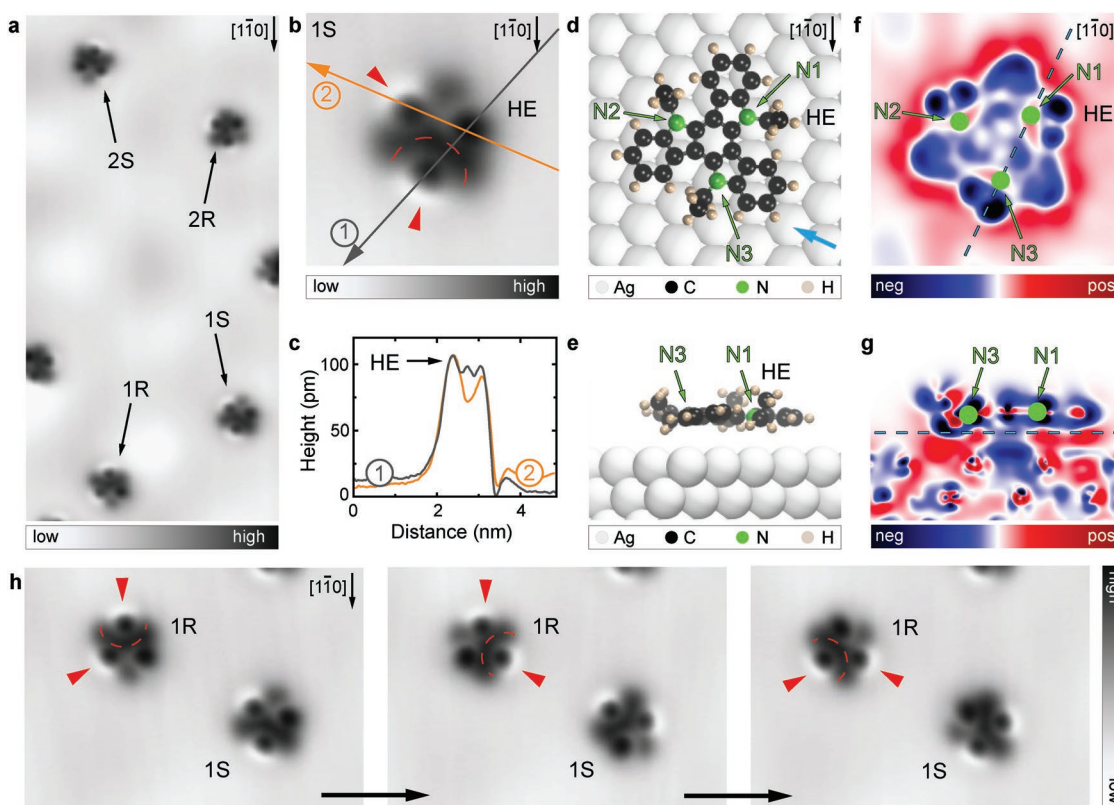 a
[11̅0]
2S
2R
1S
1R
low high
b
1S
[11̅0]
2
HE
1
low high
c
HE
Height (pm)
100
50
0
1
2
0 2 4
Distance (nm)
d
[11̅0]
N1
N2
HE
N3
Ag C N H
e
N3 N1 HE
Ag C N H
f
[11̅0]
N1
N2
HE
N3
neg pos
g
N3 N1
neg pos
h
[11̅0]
1R
1S
1R
1S
1R
1S
high
low